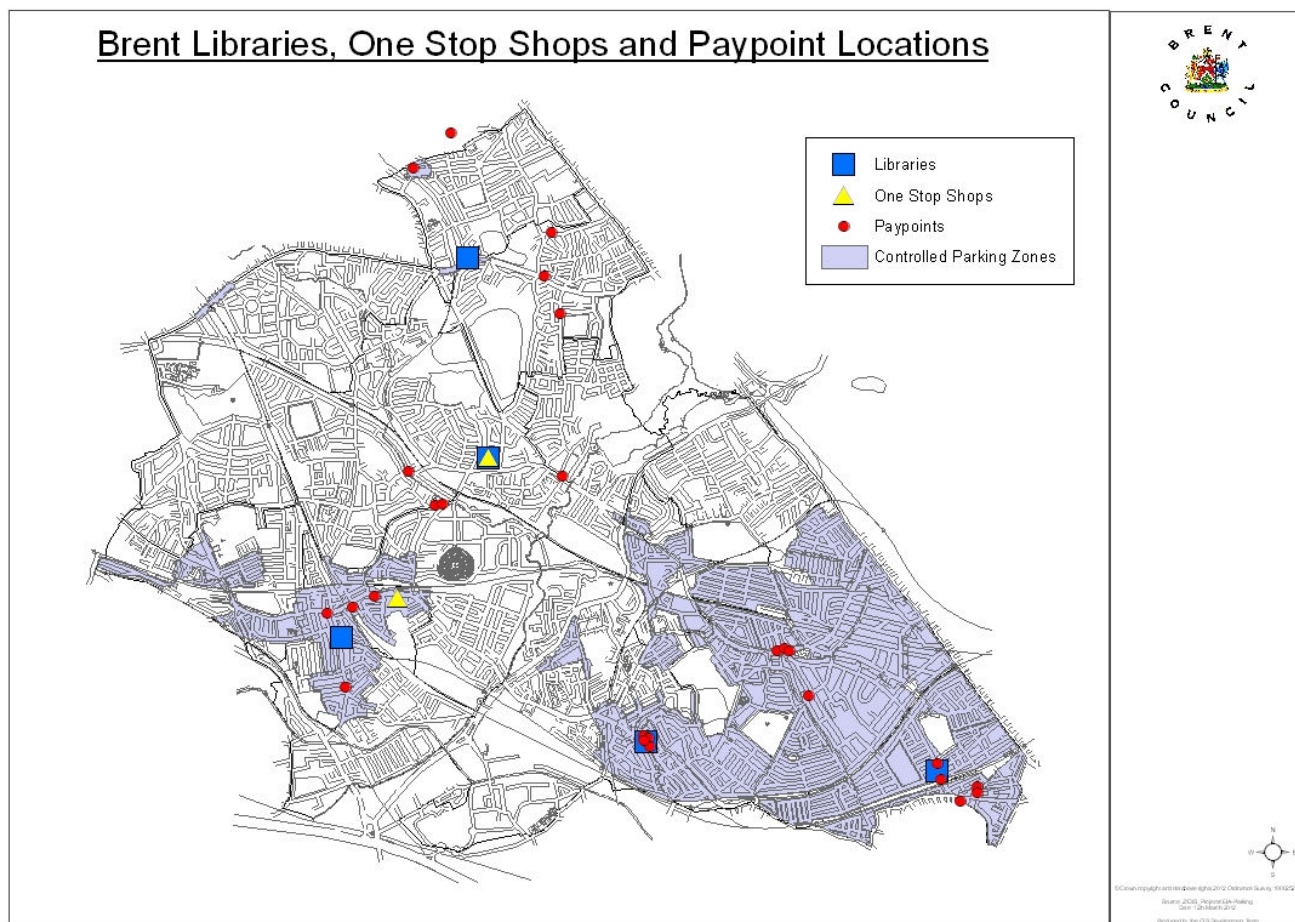 Brent Libraries, One Stop Shops and Paypoint Locations
BRENT
COUNCIL
Libraries
One Stop Shops
Paypoints
Controlled Parking Zones
N
W E
S